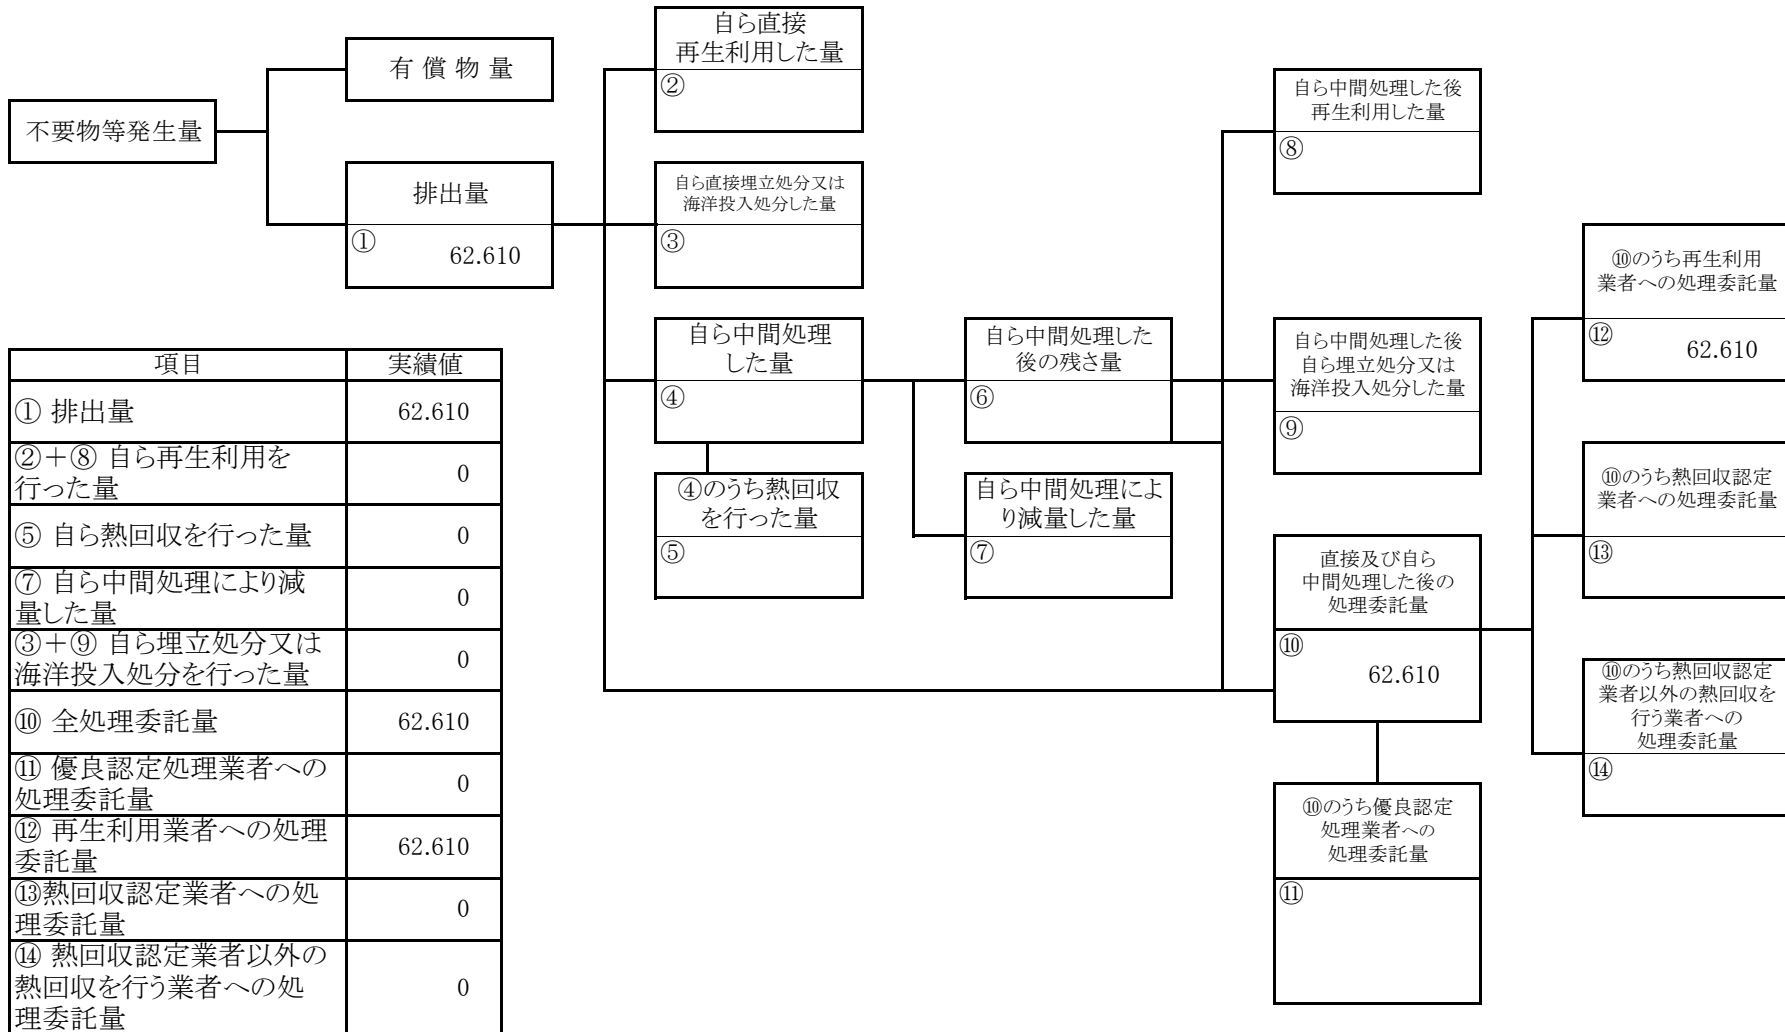 不要物等発生量
有 償 物 量
排出量
①
62.610
自ら直接
再生利用した量
②
自ら直接埋立処分又は
海洋投入処分した量
③
自ら中間処理
した量
④
④のうち熱回収
を行った量
⑤
自ら中間処理した
後の残さ量
⑥
自ら中間処理によ
り減量した量
⑦
自ら中間処理した後
再生利用した量
⑧
自ら中間処理した後
自ら埋立処分又は
海洋投入処分した量
⑨
直接及び自ら
中間処理した後の
処理委託量
⑩
62.610
⑩のうち優良認定
処理業者への
処理委託量
⑪
⑩のうち再生利用
業者への処理委託量
⑫
62.610
⑩のうち熱回収認定
業者への処理委託量
⑬
⑩のうち熱回収認定
業者以外の熱回収を
行う業者への
処理委託量
⑭
項目 実績値
① 排出量 62.610
②＋⑧ 自ら再生利用を
行った量 0
⑤ 自ら熱回収を行った量 0
⑦ 自ら中間処理により減
量した量 0
③＋⑨ 自ら埋立処分又は
海洋投入処分を行った量 0
⑩ 全処理委託量 62.610
⑪ 優良認定処理業者への
処理委託量 0
⑫ 再生利用業者への処理
委託量 62.610
⑬熱回収認定業者への処
理委託量 0
⑭ 熱回収認定業者以外の
熱回収を行う業者への処
理委託量 0